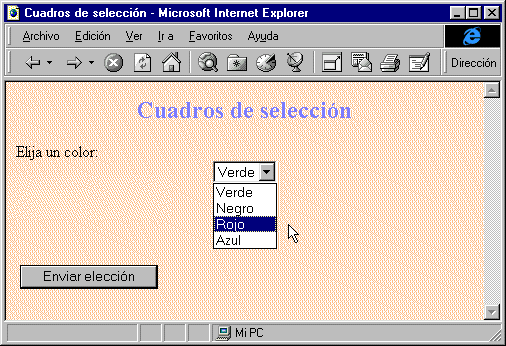 Cuadros de selección - Microsoft Internet Explorer
Archivo Edición Ver Ir a Favoritos Ayuda
Dirección
Cuadros de selección
Elija un color:
Verde
Verde
Negro
Rojo
Azul
Enviar elección
Mi PC